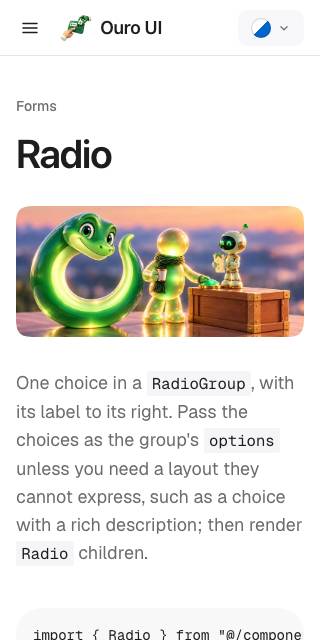 Ouro UI
Forms
Radio
One choice in a RadioGroup, with
its label to its right. Pass the
choices as the group's options
unless you need a layout they
cannot express, such as a choice
with a rich description; then render
Radio children.
import { Radio } from "@/compone